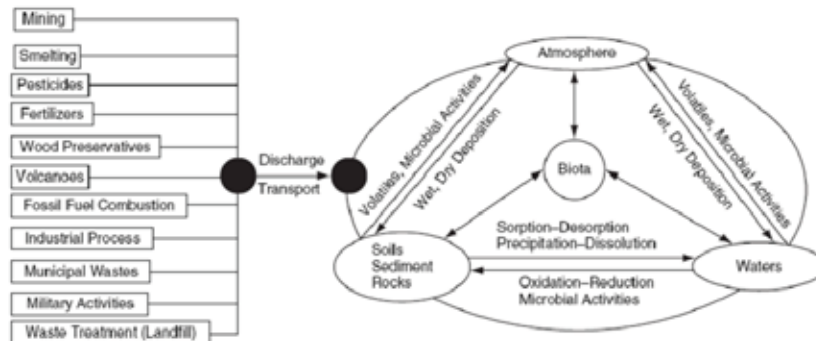 Mining
Smelting
Pesticides
Fertilizers
Wood Preservatives
Volcanoes
Fossil Fuel Combustion
Industrial Process
Municipal Wastes
Military Activities
Waste Treatment (Landfill)
Discharge
Transport
Atmosphere
Volatiles, Microbial Activities
Wet, Dry Deposition
Volatiles, Microbial Activities
Wet, Dry Deposition
Biota
Soils
Sediment
Rocks
Sorption–Desorption
Precipitation–Dissolution
Oxidation–Reduction
Microbial Activities
Waters